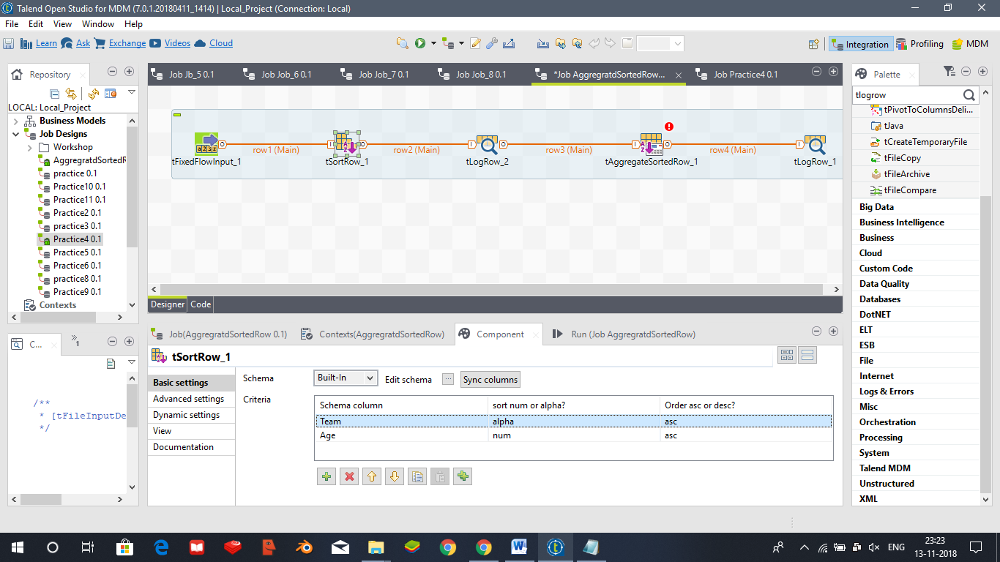 Talend Open Studio for MDM (7.0.1.20180411_1414) | Local_Project (Connection: Local)
File Edit View Window Help
Learn Ask Exchange Videos Cloud
Integration Profiling MDM
Repository
LOCAL: Local_Project
Business Models
Job Designs
Workshop
AggregratdSortedR
practice 0.1
Practice10 0.1
Practice11 0.1
Practice2 0.1
practice3 0.1
Practice4 0.1
Practice5 0.1
Practice6 0.1
practice8 0.1
Practice9 0.1
Contexts
C...
1
/**
* [tFileInputDe
*/
Job Jb_5 0.1 Job Job_6 0.1 Job Job_7 0.1 Job Job_8 0.1 *Job AggregratdSortedRow... Job Practice4 0.1
row1 (Main) row2 (Main) row3 (Main) row4 (Main)
tFixedFlowInput_1 tSortRow_1 tLogRow_2 tAggregateSortedRow_1 tLogRow_1
Designer Code
Job(AggregratdSortedRow 0.1) Contexts(AggregratdSortedRow) Component Run (Job AggregratdSortedRow)
tSortRow_1
Basic settings
Advanced settings
Dynamic settings
View
Documentation
Schema Built-In Edit schema ... Sync columns
Criteria
Schema column sort num or alpha? Order asc or desc?
Team alpha asc
Age num asc
Palette
tlogrow
tPivotToColumnsDeli...
tJava
tCreateTemporaryFile
tFileCopy
tFileArchive
tFileCompare
Big Data
Business Intelligence
Business
Cloud
Custom Code
Data Quality
Databases
DotNET
ELT
ESB
File
Internet
Logs & Errors
Misc
Orchestration
Processing
System
Talend MDM
Unstructured
XML
ENG
23:23
13-11-2018